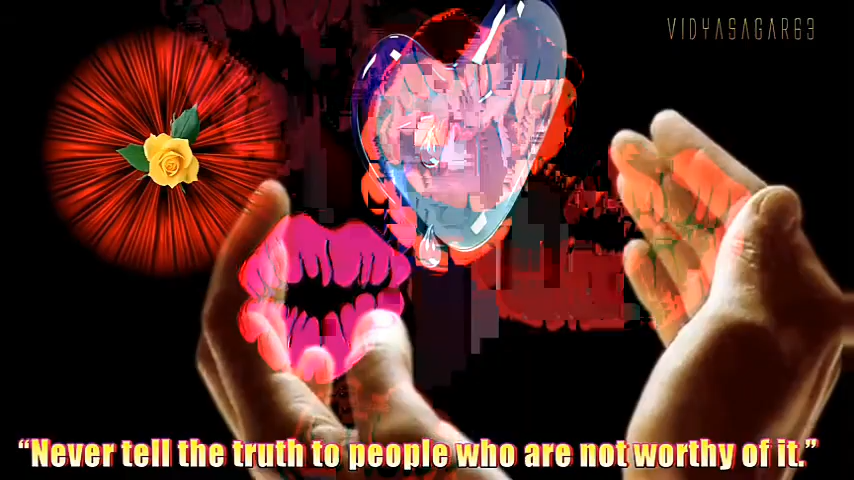 VIDYASAGAR63
“Never tell the truth to people who are not worthy of it.”